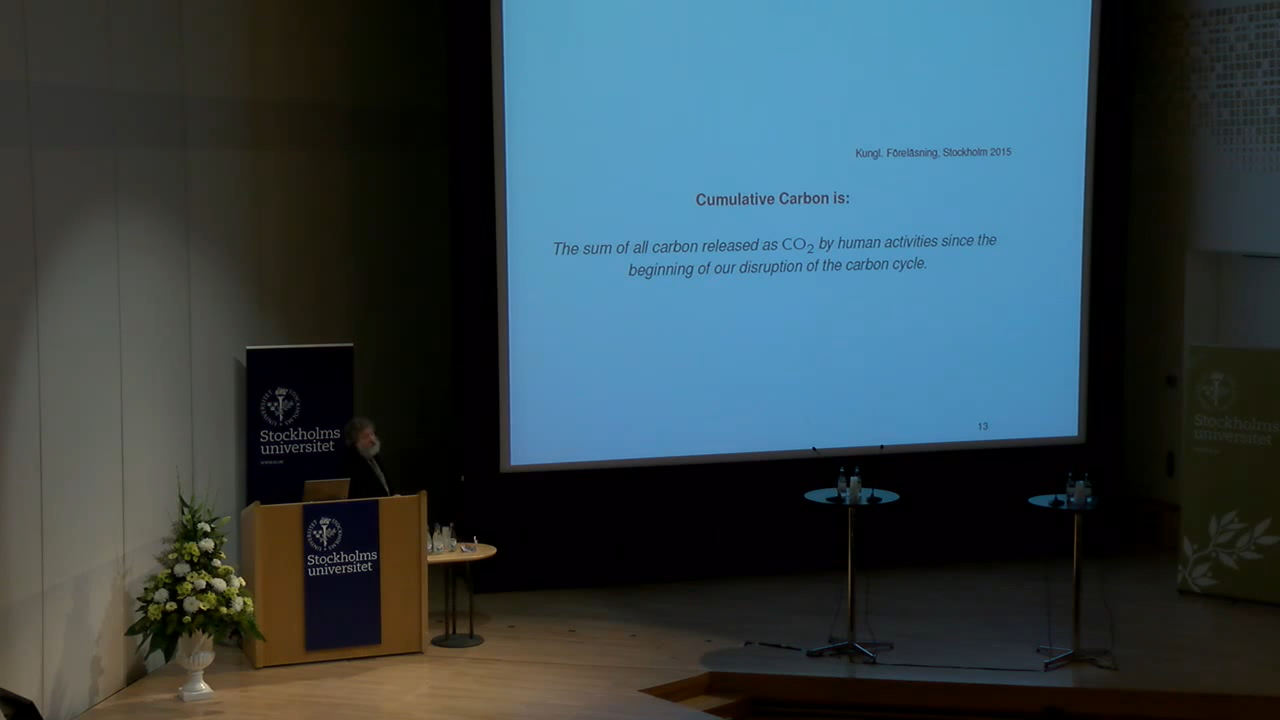 Kungl. Föreläsning, Stockholm 2015
Cumulative Carbon is:
The sum of all carbon released as CO₂ by human activities since the
beginning of our disruption of the carbon cycle.
13
Stockholms
universitet
Stockholms
universitet
Stockholms
universitet